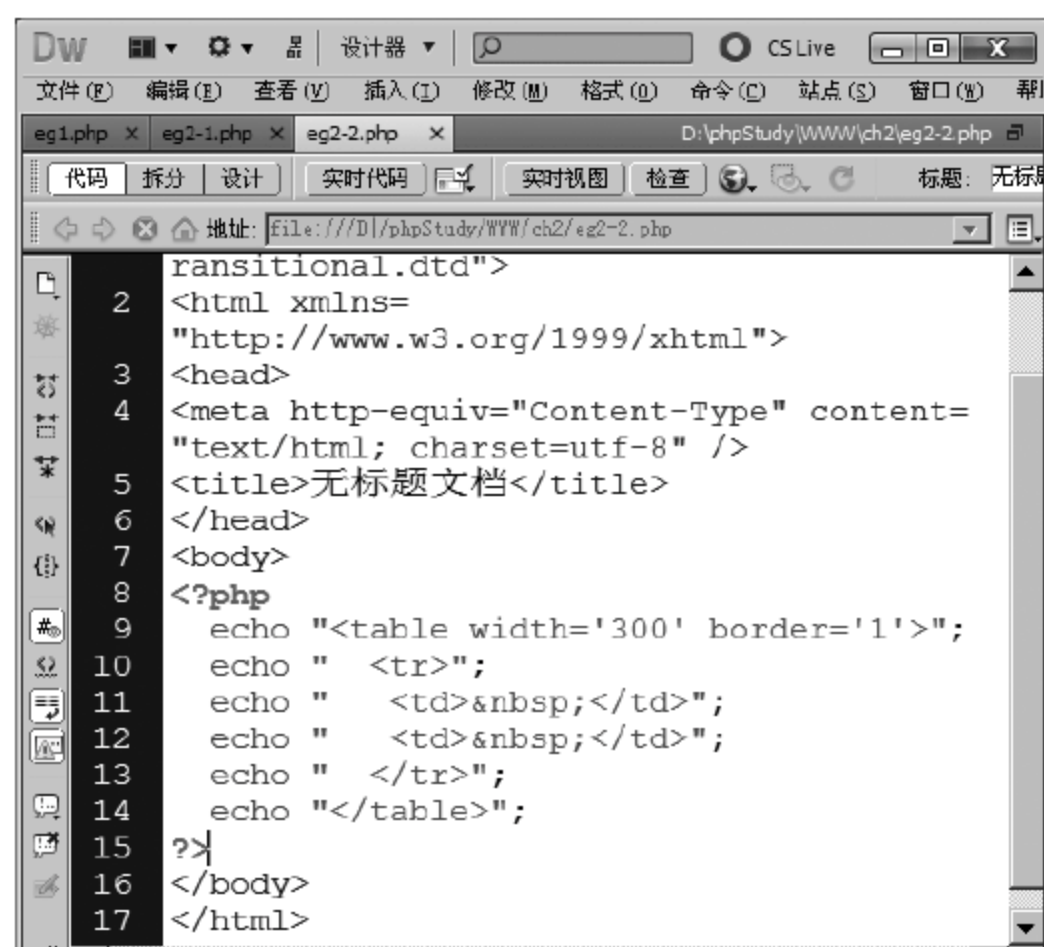 Dw 设计器 CS Live
文件(F) 编辑(E) 查看(V) 插入(I) 修改(M) 格式(O) 命令(C) 站点(S) 窗口(W)
eg1.php × eg2-1.php × eg2-2.php × D:\phpStudy\WWW\ch2\eg2-2.php
代码 拆分 设计 实时代码 实时视图 检查 标题: 无标题
地址: file:///D|/phpStudy/WWW/ch2/eg2-2.php
ransitional.dtd">
2 <html xmlns=
"http://www.w3.org/1999/xhtml">
3 <head>
4 <meta http-equiv="Content-Type" content=
"text/html; charset=utf-8" />
5 <title>无标题文档</title>
6 </head>
7 <body>
8 <?php
9 echo "<table width='300' border='1'>";
10 echo "  <tr>";
11 echo "   <td>&nbsp;</td>";
12 echo "   <td>&nbsp;</td>";
13 echo "  </tr>";
14 echo "</table>";
15 ?>
16 </body>
17 </html>